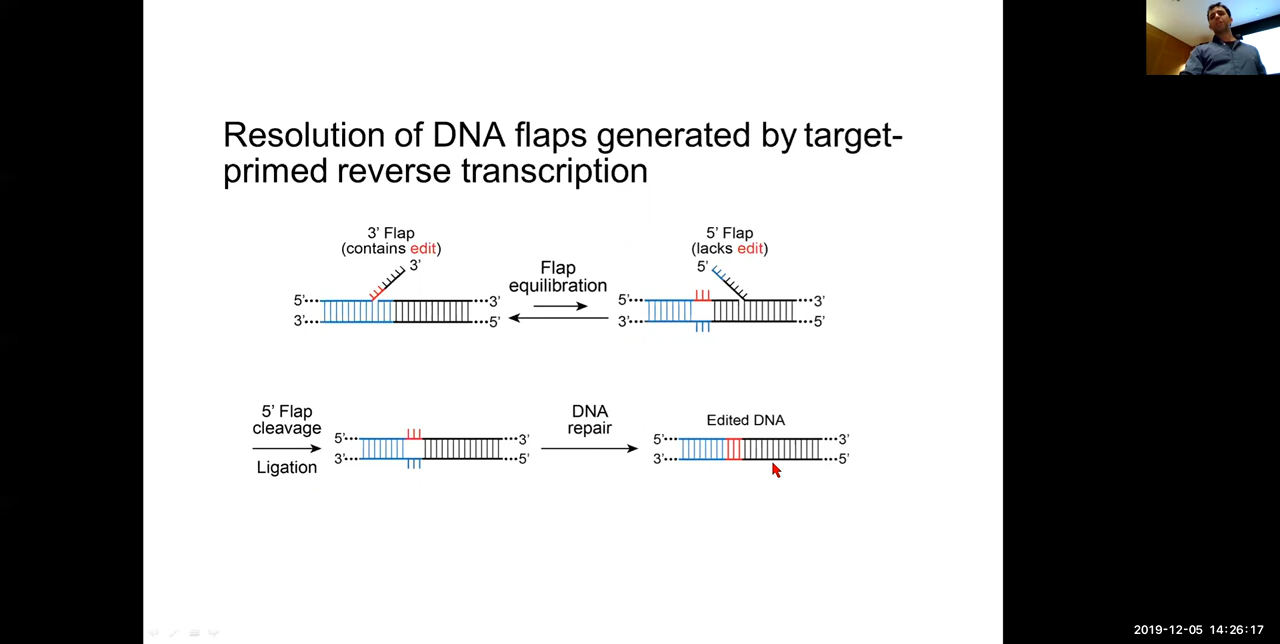 Resolution of DNA flaps generated by target-
primed reverse transcription
3’ Flap
(contains edit)
3’
5’
3’
3’
5’
Flap
equilibration
5’ Flap
(lacks edit)
5’
5’
3’
3’
5’
5’ Flap
cleavage
Ligation
5’
3’
3’
5’
DNA
repair
Edited DNA
5’
3’
3’
5’
2019-12-05 14:26:17